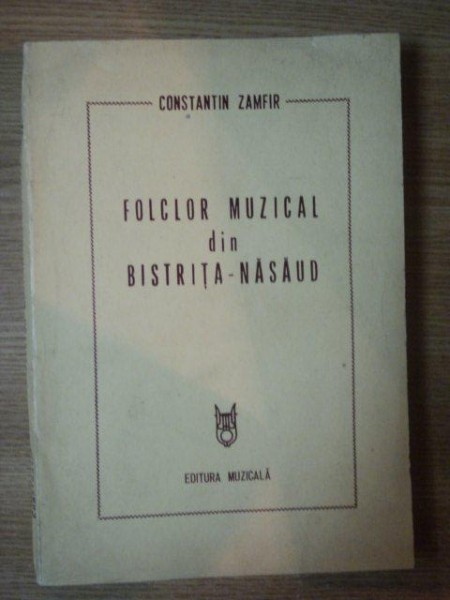 CONSTANTIN ZAMFIR
FOLCLOR MUZICAL
din
BISTRIȚA-NĂSĂUD
EDITURA MUZICALĂ